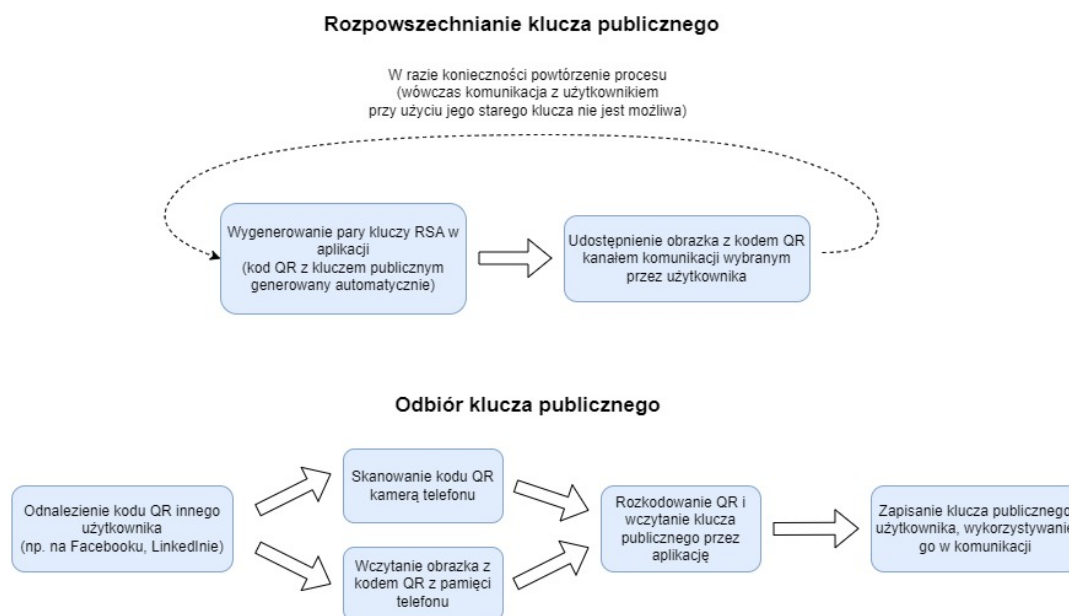 Rozpowszechnianie klucza publicznego
W razie konieczności powtórzenie procesu
(wówczas komunikacja z użytkownikiem
przy użyciu jego starego klucza nie jest możliwa)
Wygenerowanie pary kluczy RSA w
aplikacji
(kod QR z kluczem publicznym
generowany automatycznie)
Udostępnienie obrazka z kodem QR
kanałem komunikacji wybranym
przez użytkownika
Odbiór klucza publicznego
Odnalezienie kodu QR innego
użytkownika
(np. na Facebooku, LinkedInie)
Skanowanie kodu QR
kamerą telefonu
Wczytanie obrazka z
kodem QR z pamięci
telefonu
Rozkodowanie QR i
wczytanie klucza
publicznego przez
aplikację
Zapisanie klucza publicznego
użytkownika, wykorzystywanie
go w komunikacji